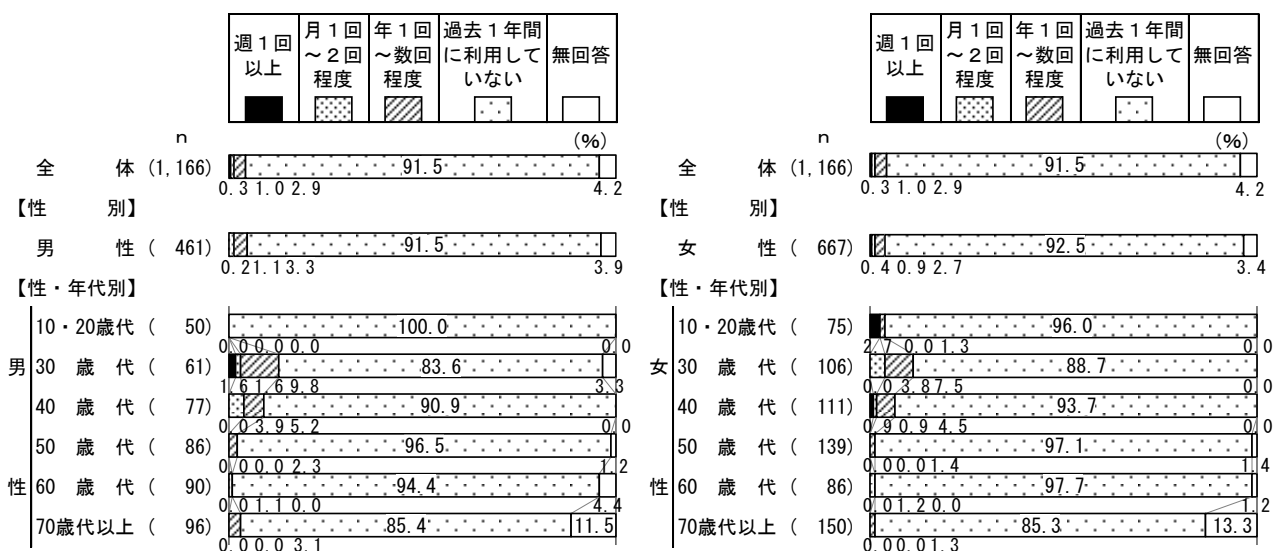 週１回以上 月１回～２回程度 年１回～数回程度 過去１年間に利用していない 無回答
n (%)
全 体 (1,166) 91.5
0.3 1.0 2.9 4.2
【性 別】
男 性 ( 461) 91.5
0.2 1.1 3.3 3.9
【性・年代別】
男性
10・20歳代 ( 50) 100.0
0.0 0.0 0.0 0.0
30 歳 代 ( 61) 83.6
1.6 1.6 9.8 3.3
40 歳 代 ( 77) 90.9
0.0 3.9 5.2 0.0
50 歳 代 ( 86) 96.5
0.0 0.0 2.3 1.2
60 歳 代 ( 90) 94.4
0.0 1.1 0.0 4.4
70歳代以上 ( 96) 85.4 11.5
0.0 0.0 3.1
週１回以上 月１回～２回程度 年１回～数回程度 過去１年間に利用していない 無回答
n (%)
全 体 (1,166) 91.5
0.3 1.0 2.9 4.2
【性 別】
女 性 ( 667) 92.5
0.4 0.9 2.7 3.4
【性・年代別】
女性
10・20歳代 ( 75) 96.0
2.7 0.0 1.3 0.0
30 歳 代 ( 106) 88.7
0.0 3.8 7.5 0.0
40 歳 代 ( 111) 93.7
0.9 0.9 4.5 0.0
50 歳 代 ( 139) 97.1
0.0 0.0 1.4 1.4
60 歳 代 ( 86) 97.7
0.0 1.2 0.0 1.2
70歳代以上 ( 150) 85.3 13.3
0.0 0.0 1.3